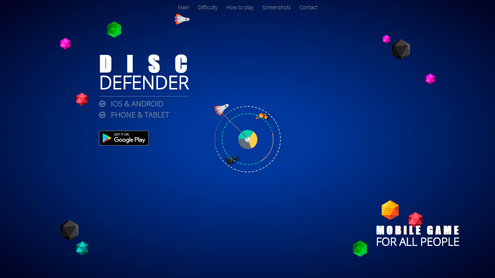 Main Difficulty How to play Screenshots Contact
DISC
DEFENDER
IOS & ANDROID
PHONE & TABLET
GET IT ON
Google Play
MOBILE GAME
FOR ALL PEOPLE